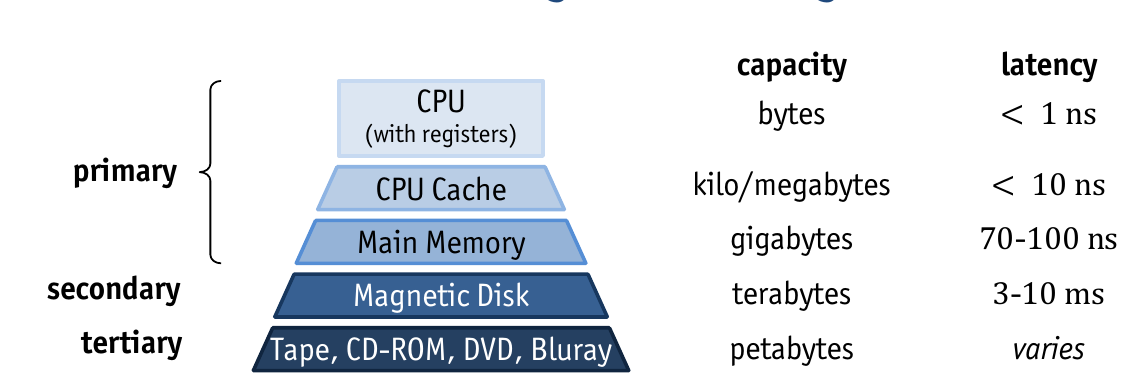 capacity latency
CPU bytes < 1 ns
(with registers)
primary
CPU Cache kilo/megabytes < 10 ns
Main Memory gigabytes 70-100 ns
secondary Magnetic Disk terabytes 3-10 ms
tertiary Tape, CD-ROM, DVD, Bluray petabytes varies